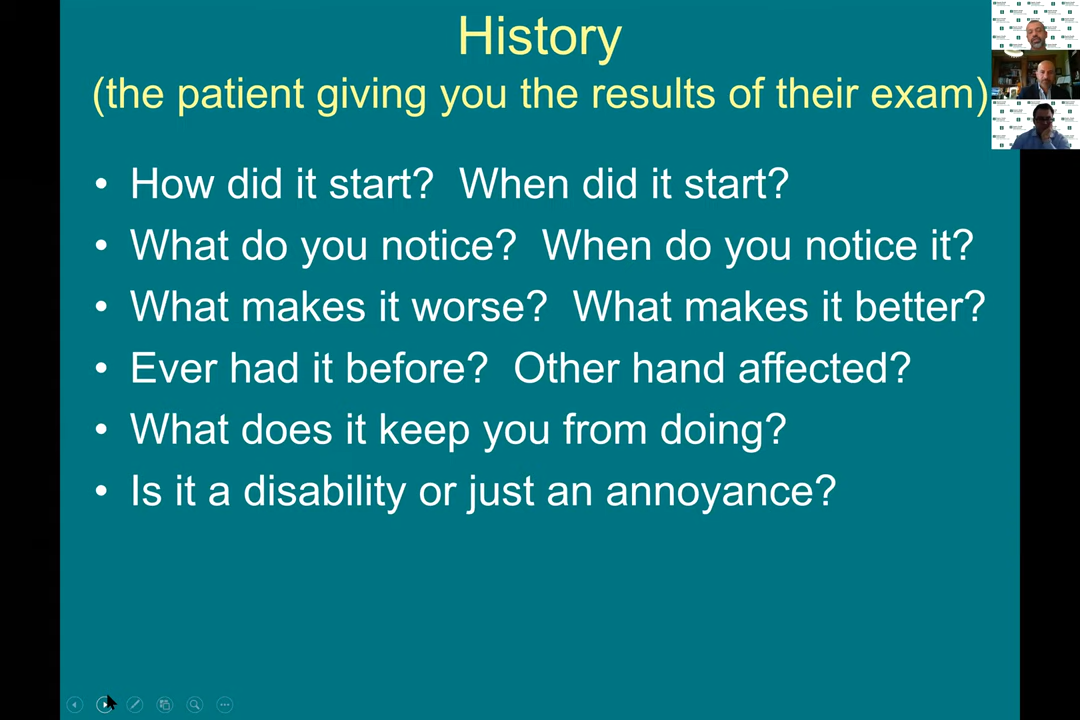 History
(the patient giving you the results of their exam)
• How did it start? When did it start?
• What do you notice? When do you notice it?
• What makes it worse? What makes it better?
• Ever had it before? Other hand affected?
• What does it keep you from doing?
• Is it a disability or just an annoyance?